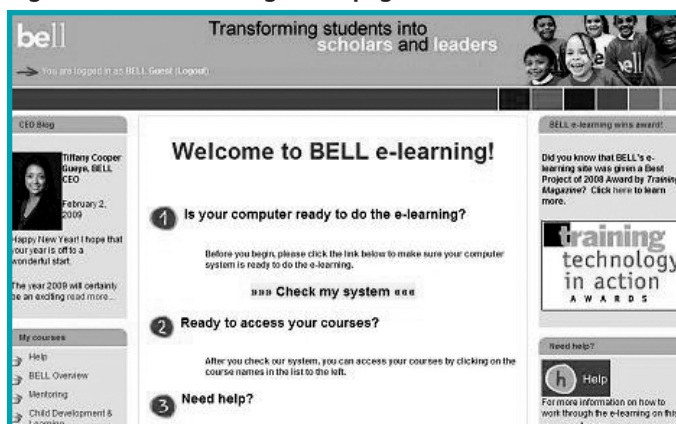 bell
Transforming students into
scholars and leaders
You are logged in as BELL Guest (Logout)
CEO Blog
Tiffany Cooper
Gueye, BELL
CEO
February 2,
2009
Happy New Year! I hope that
your year is off to a
wonderful start.
The year 2009 will certainly
be an exciting read more...
My courses
Help
BELL Overview
Mentoring
Child Development &
Learning
Welcome to BELL e-learning!
1 Is your computer ready to do the e-learning?
Before you begin, please click the link below to make sure your computer
system is ready to do the e-learning.
»»» Check my system «««
2 Ready to access your courses?
After you check our system, you can access your courses by clicking on the
course names in the list to the left.
3 Need help?
BELL e-learning wins award!
Did you know that BELL's e-
learning site was given a Best
Project of 2008 Award by Training
Magazine? Click here to learn
more.
training
technology
in action
AWARDS
Need help?
h Help
For more information on how to
work through the e-learning on this